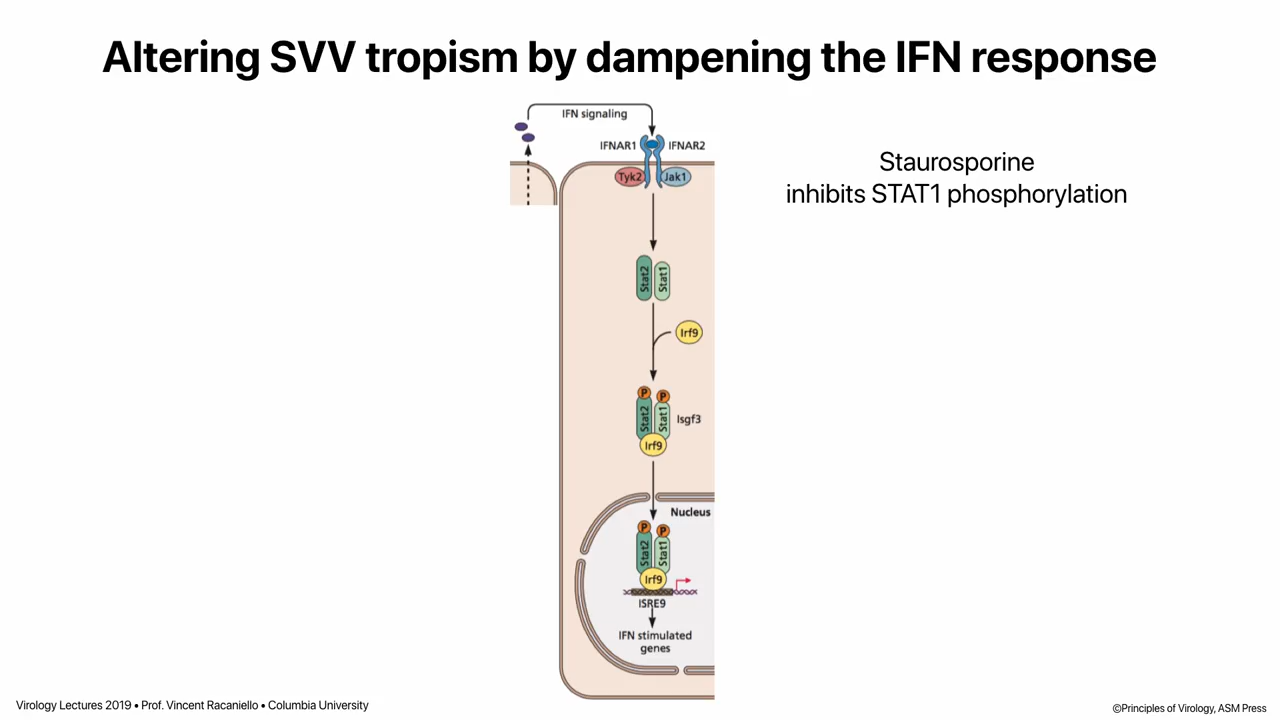 Altering SVV tropism by dampening the IFN response
IFN signaling
IFNAR1
IFNAR2
Tyk2
Jak1
Staurosporine
inhibits STAT1 phosphorylation
Stat2
Stat1
Irf9
P
P
Stat2
Stat1
Isgf3
Irf9
Nucleus
P
P
Stat2
Stat1
Irf9
ISRE9
IFN stimulated
genes
Virology Lectures 2019 • Prof. Vincent Racaniello • Columbia University
©Principles of Virology, ASM Press